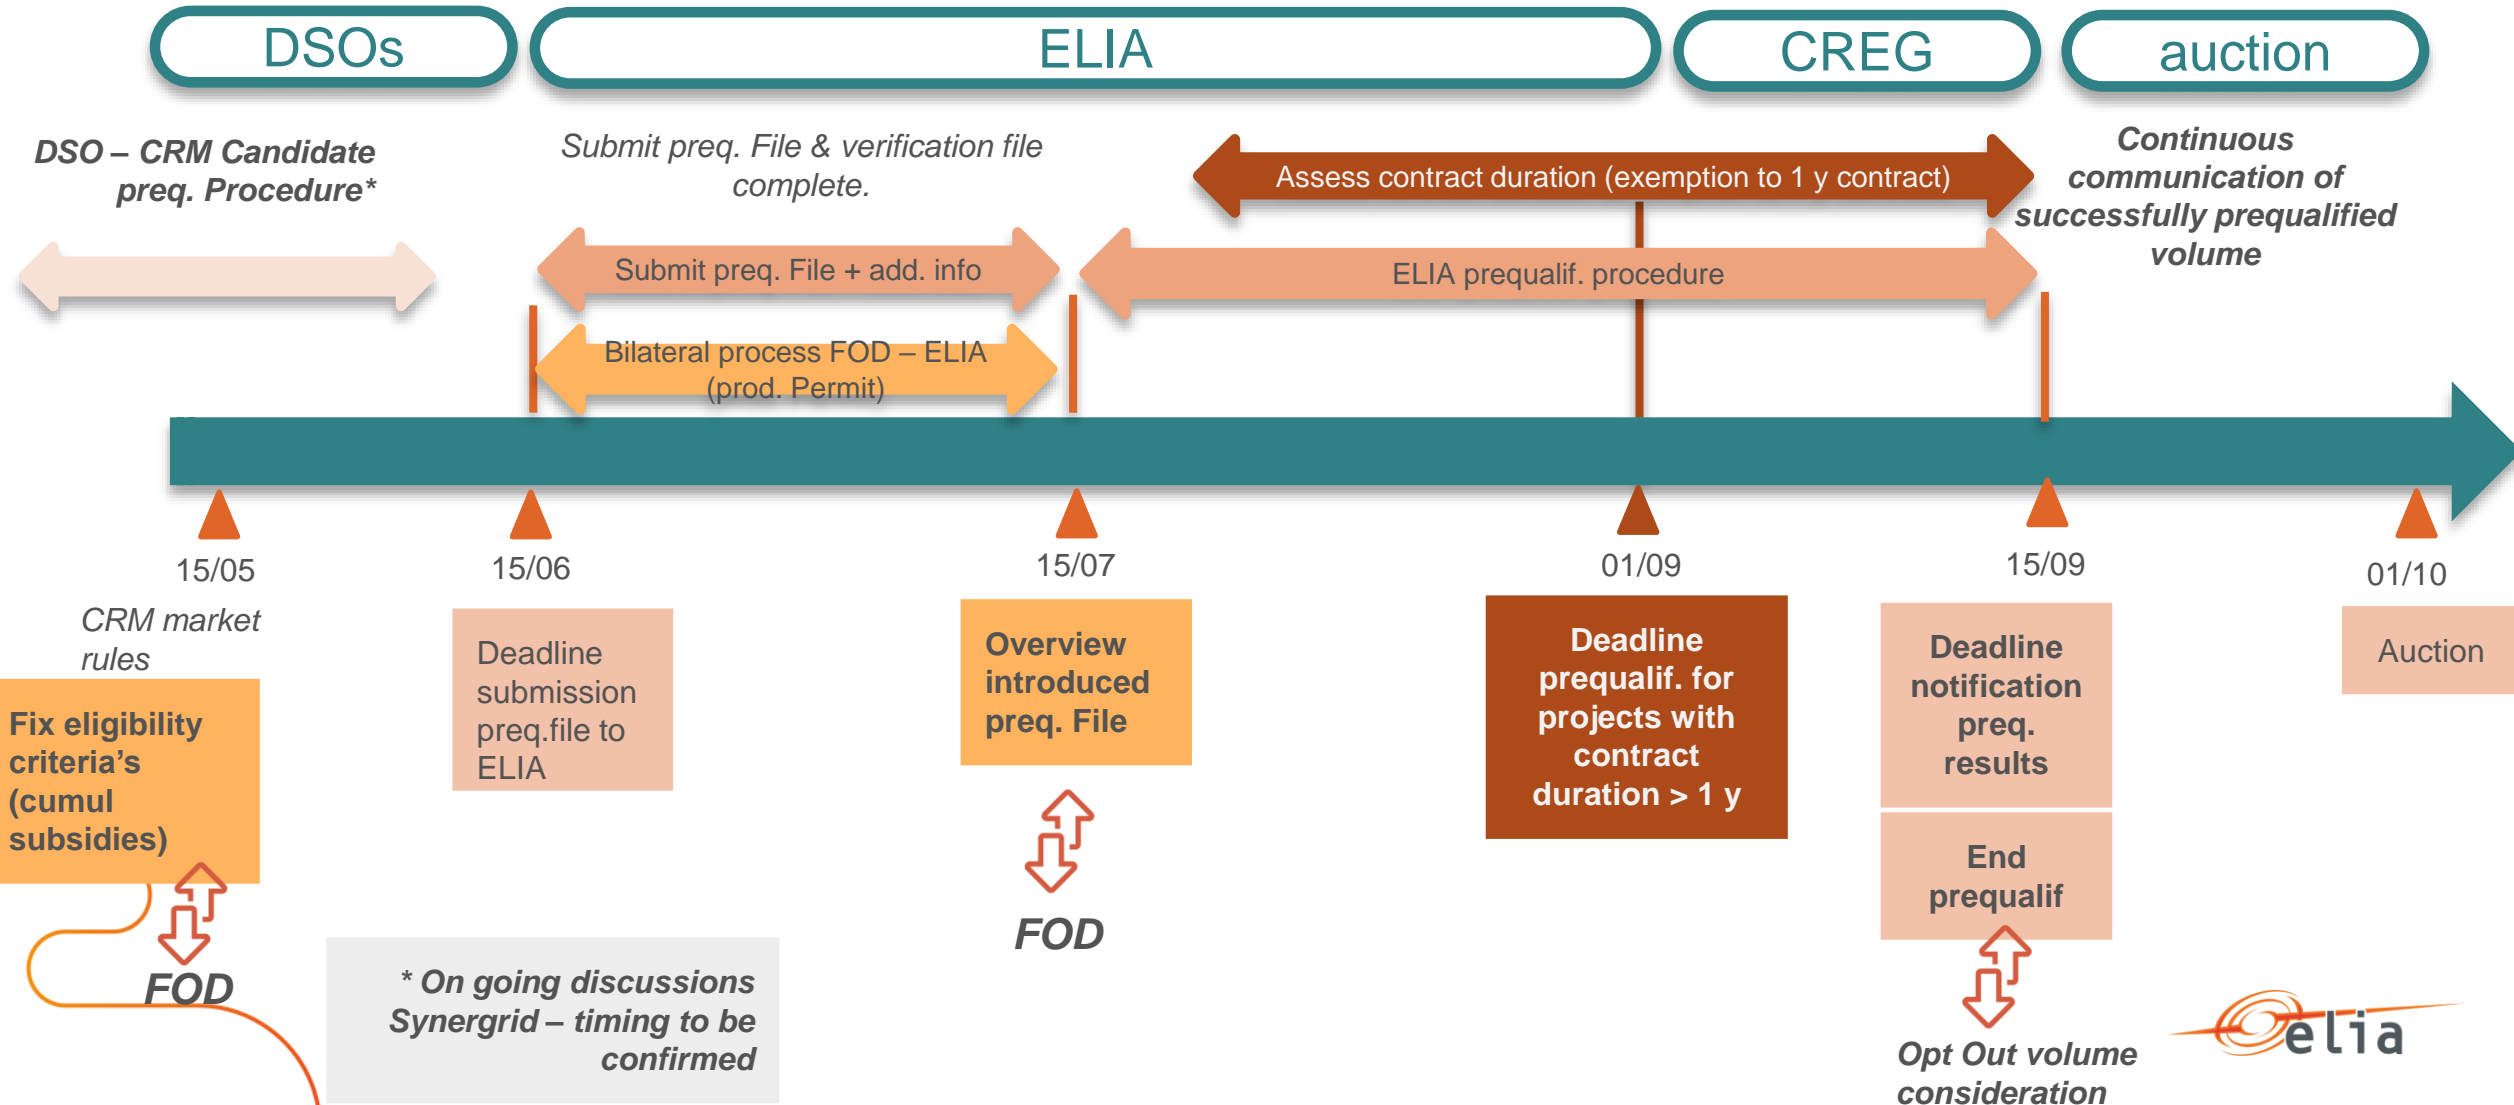 DSOs
ELIA
CREG
auction
DSO – CRM Candidate
preq. Procedure*
Submit preq. File & verification file
complete.
Assess contract duration (exemption to 1 y contract)
Continuous
communication of
successfully prequalified
volume
Submit preq. File + add. info
ELIA prequalif. procedure
Bilateral process FOD – ELIA
(prod. Permit)
15/05
15/06
15/07
01/09
15/09
01/10
CRM market
rules
Fix eligibility
criteria’s
(cumul
subsidies)
FOD
Deadline
submission
preq.file to
ELIA
Overview
introduced
preq. File
FOD
Deadline
prequalif. for
projects with
contract
duration > 1 y
Deadline
notification
preq.
results
End
prequalif
Opt Out volume
consideration
Auction
* On going discussions
Synergrid – timing to be
confirmed
elia